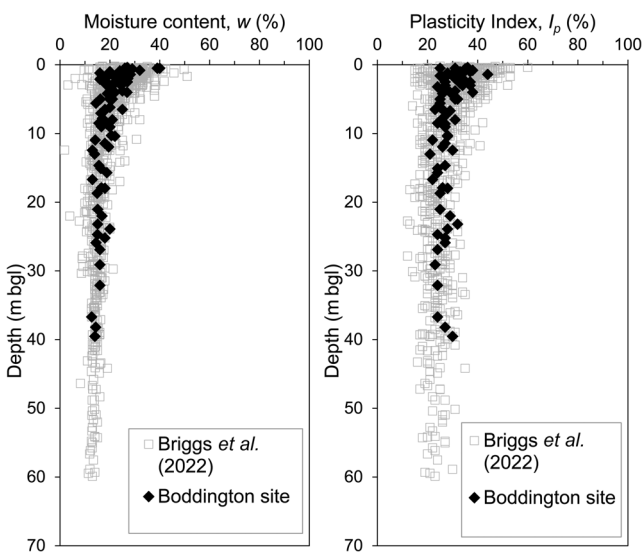 Moisture content, w (%)
0 20 40 60 80 100
0
10
20
30
40
50
60
70
Depth (m bgl)
Briggs et al.
(2022)
Boddington site
Plasticity Index, Ip (%)
0 20 40 60 80 100
0
10
20
30
40
50
60
70
Depth (m bgl)
Briggs et al.
(2022)
Boddington site